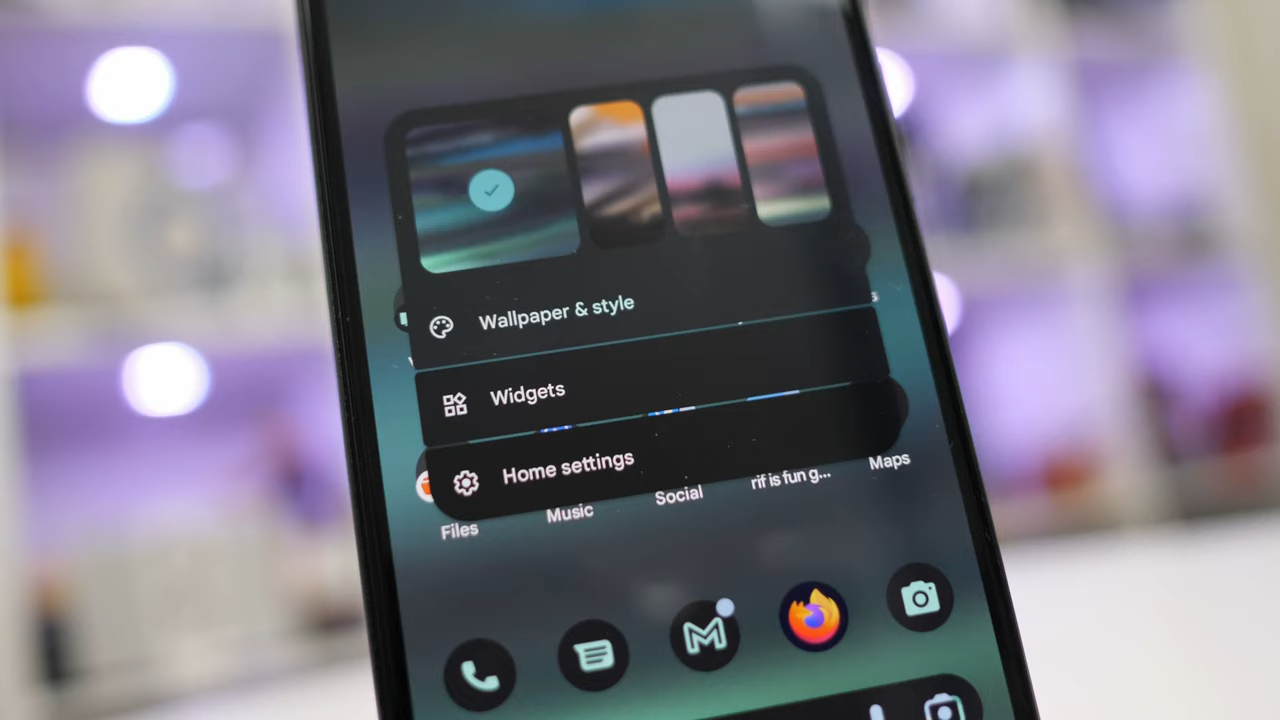 Wallpaper & style
Widgets
Home settings
Files
Music
Social
rif is fun g...
Maps